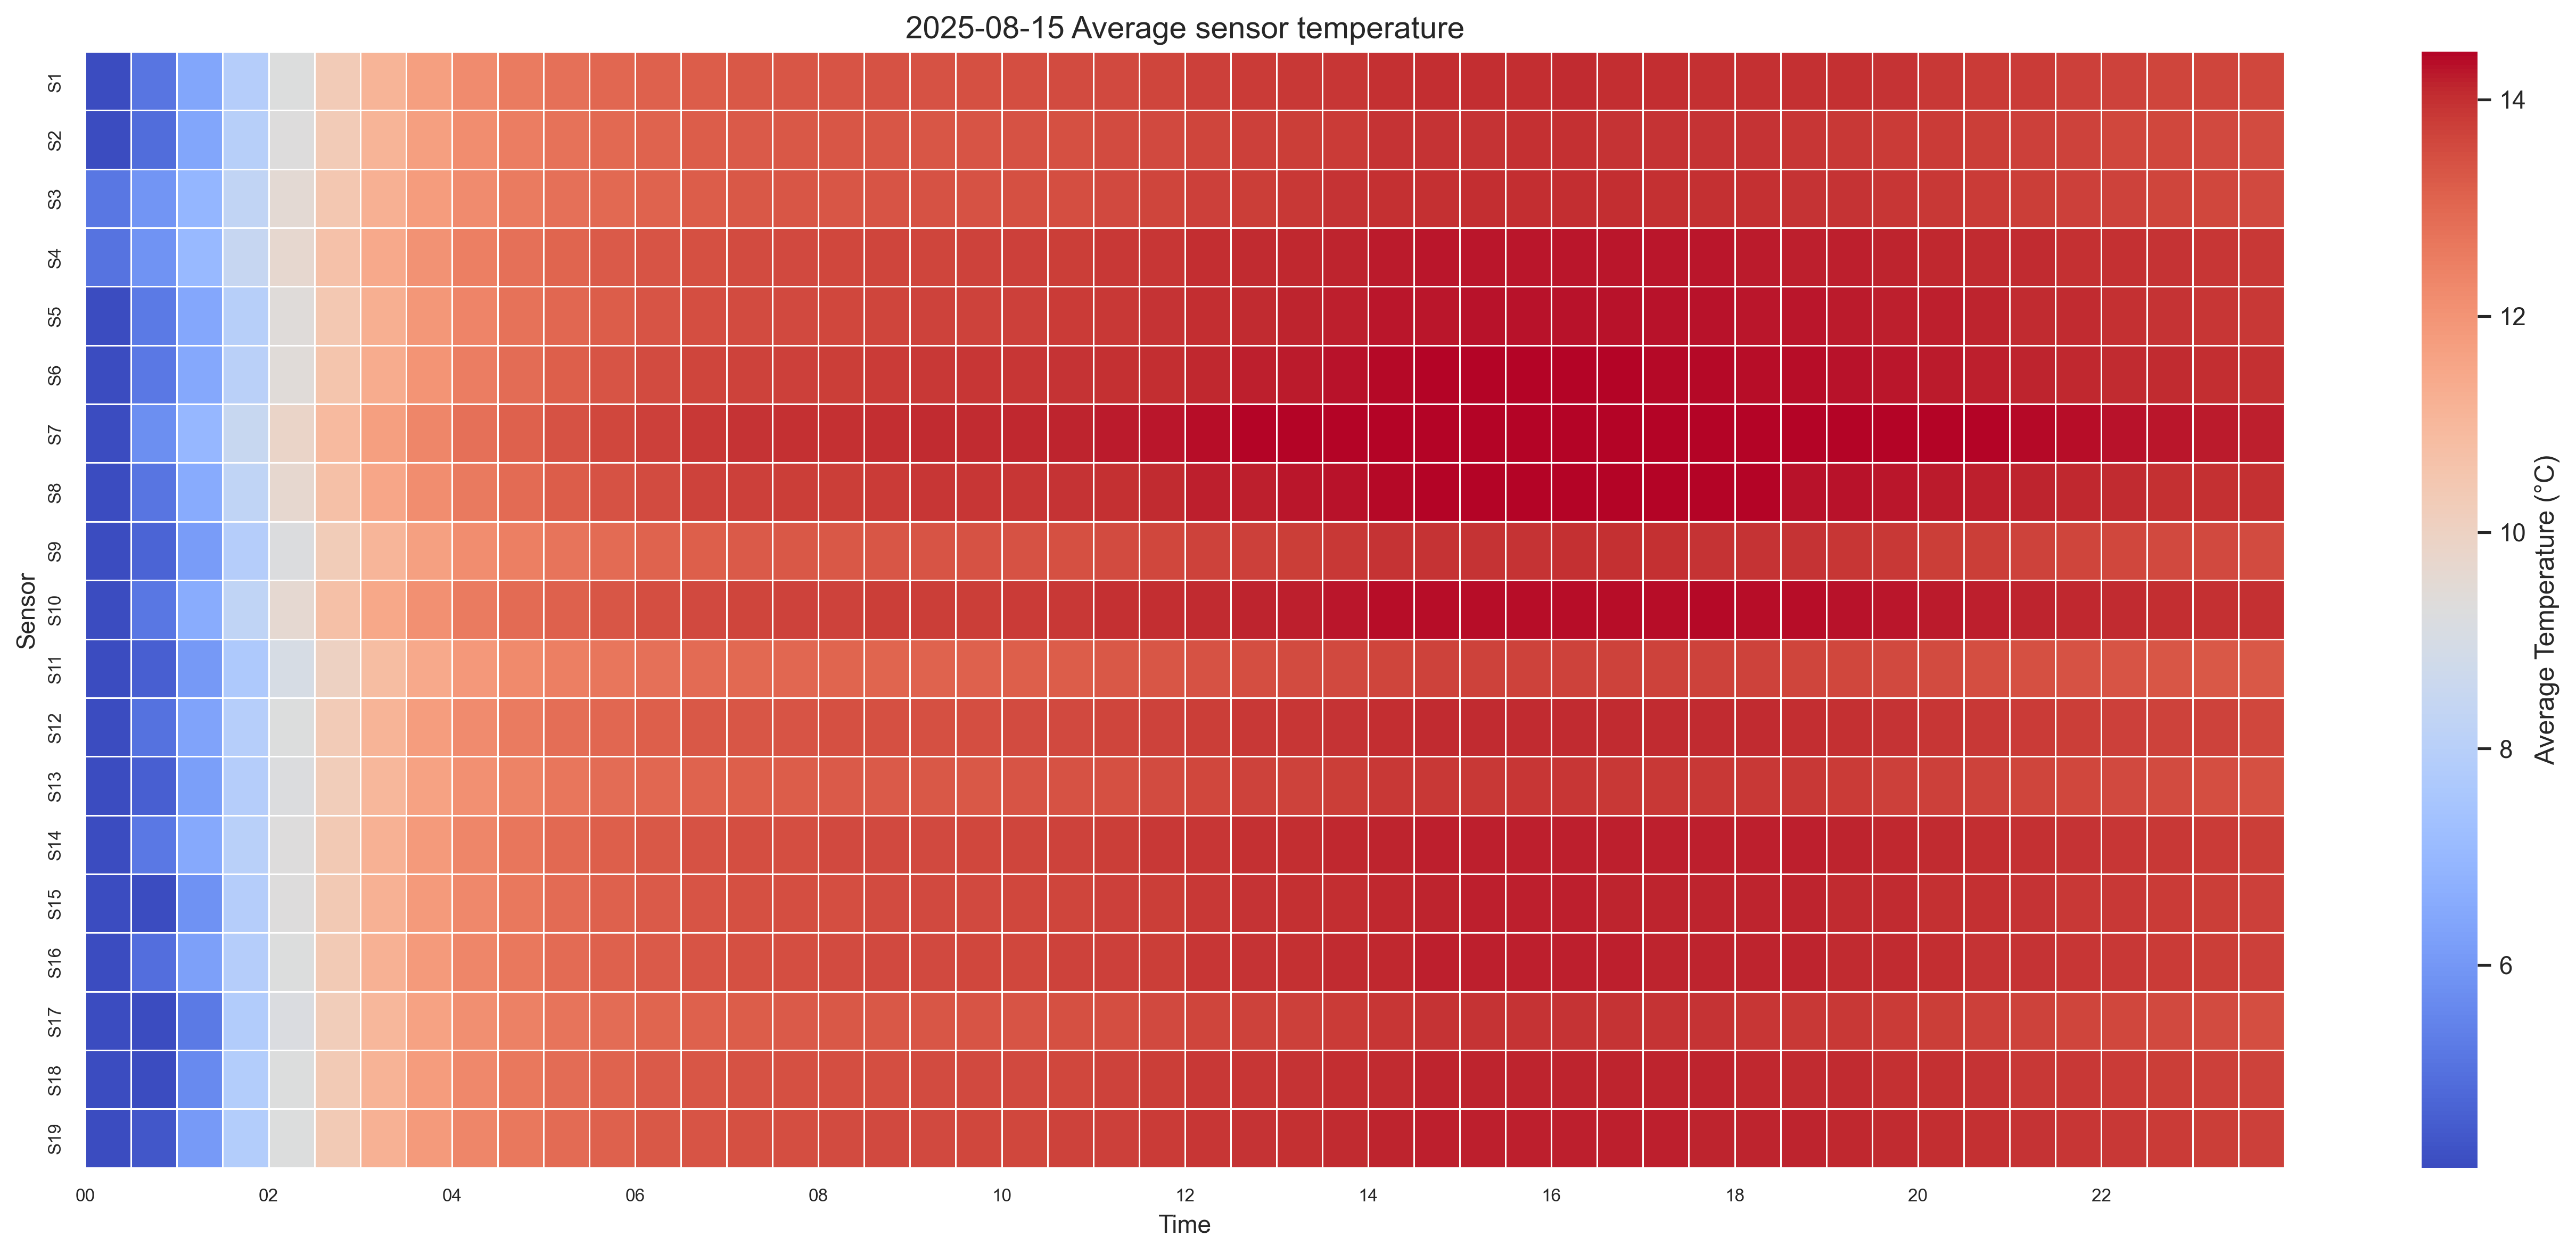 2025-08-15 Average sensor temperature
Sensor
S1
S2
S3
S4
S5
S6
S7
S8
S9
S10
S11
S12
S13
S14
S15
S16
S17
S18
S19
00 02 04 06 08 10 12 14 16 18 20 22
Time
14
12
10
8
6
Average Temperature (°C)